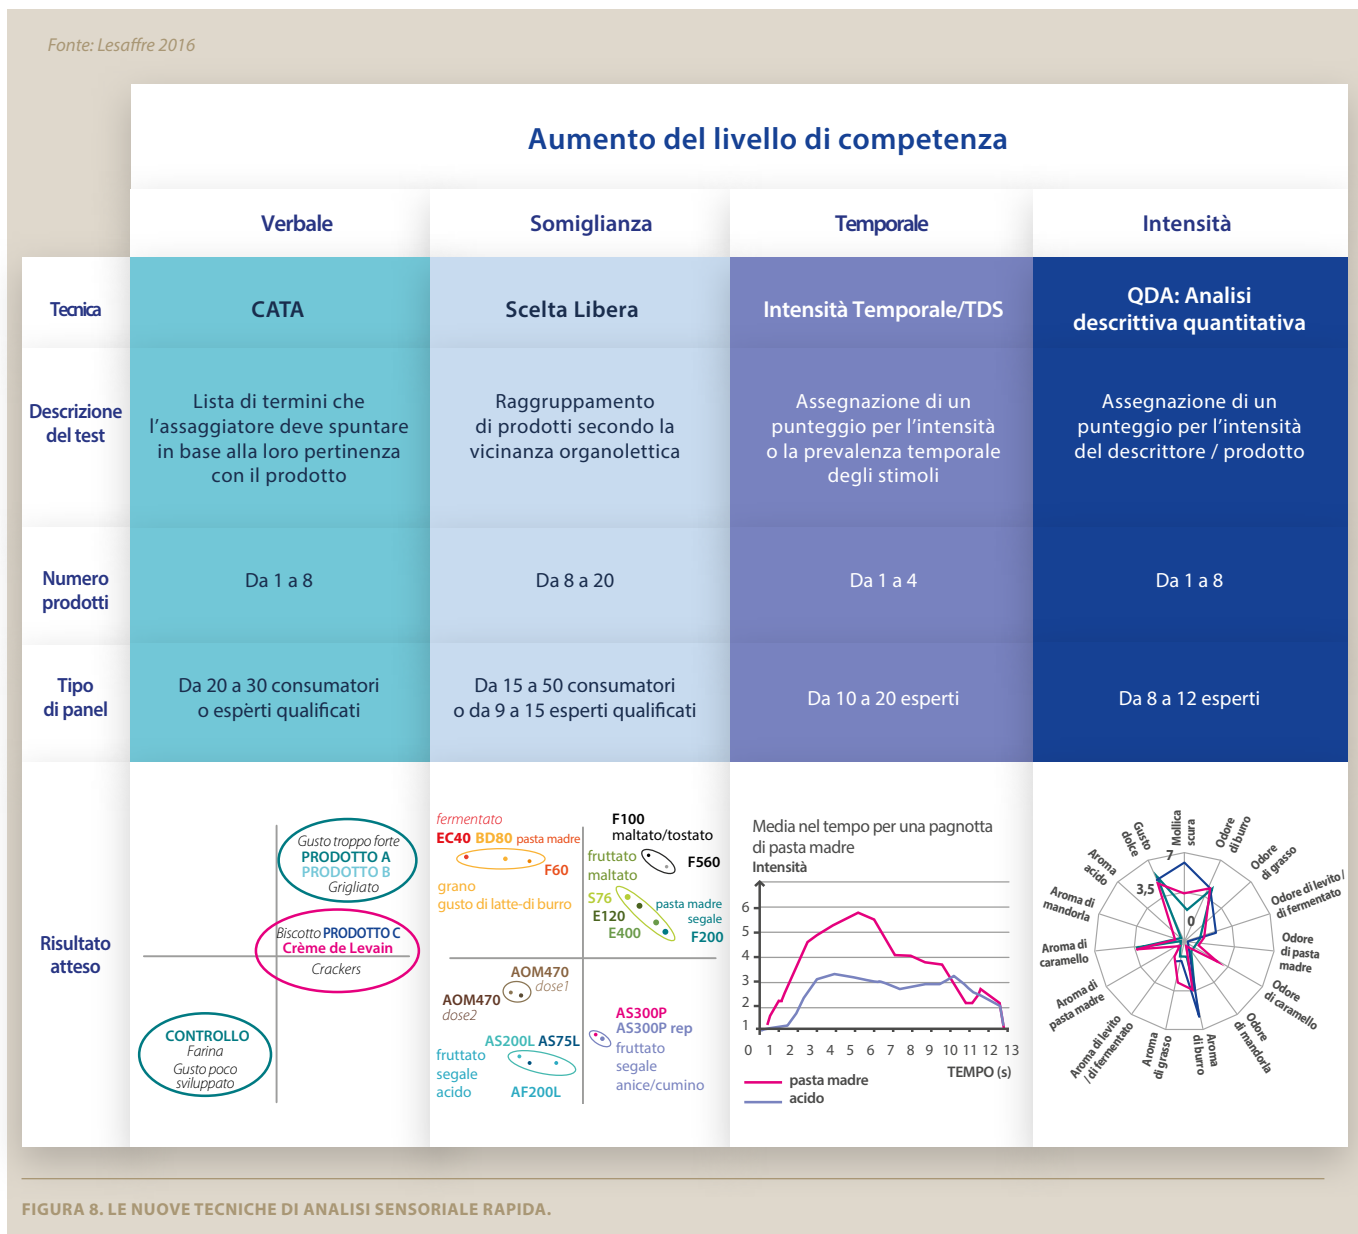 Fonte: Lesaffre 2016
Aumento del livello di competenza
Verbale
Somiglianza
Temporale
Intensità
Tecnica
CATA
Scelta Libera
Intensità Temporale/TDS
QDA: Analisi
descrittiva quantitativa
Descrizione
del test
Lista di termini che
l’assaggiatore deve spuntare
in base alla loro pertinenza
con il prodotto
Raggruppamento
di prodotti secondo la
vicinanza organolettica
Assegnazione di un
punteggio per l’intensità
o la prevalenza temporale
degli stimoli
Assegnazione di un
punteggio per l’intensità
del descrittore / prodotto
Numero
prodotti
Da 1 a 8
Da 8 a 20
Da 1 a 4
Da 1 a 8
Tipo
di panel
Da 20 a 30 consumatori
o espèrti qualificati
Da 15 a 50 consumatori
o da 9 a 15 esperti qualificati
Da 10 a 20 esperti
Da 8 a 12 esperti
Risultato
atteso
Gusto troppo forte
PRODOTTO A
PRODOTTO B
Grigliato
Biscotto PRODOTTO C
Crème de Levain
Crackers
CONTROLLO
Farina
Gusto poco
sviluppato
fermentato
EC40 BD80 pasta madre
F60
grano
gusto di latte-di burro
F100
maltato/tostato
fruttato
maltato
F560
S76
E120
E400
pasta madre
segale
F200
AOM470
dose1
AOM470
dose2
AS200L AS75L
fruttato
segale
acido
AF200L
AS300P
AS300P rep
fruttato
segale
anice/cumino
Media nel tempo per una pagnotta
di pasta madre
Intensità
6
5
4
3
2
1
0 1 2 3 4 5 6 7 8 9 10 11 12 13
TEMPO (s)
pasta madre
acido
Mollica
scura
Odore
di burro
Odore
di grasso
Odore di levito /
di fermentato
Odore
di pasta
madre
Odore
di caramello
Odore
di mandorla
Aroma
di burro
Aroma
di grasso
Aroma di levito
/ di fermentato
Aroma di
pasta madre
Aroma di
caramello
Aroma di
mandorla
Aroma
acido
Gusto
dolce
7
3,5
0
FIGURA 8. LE NUOVE TECNICHE DI ANALISI SENSORIALE RAPIDA.